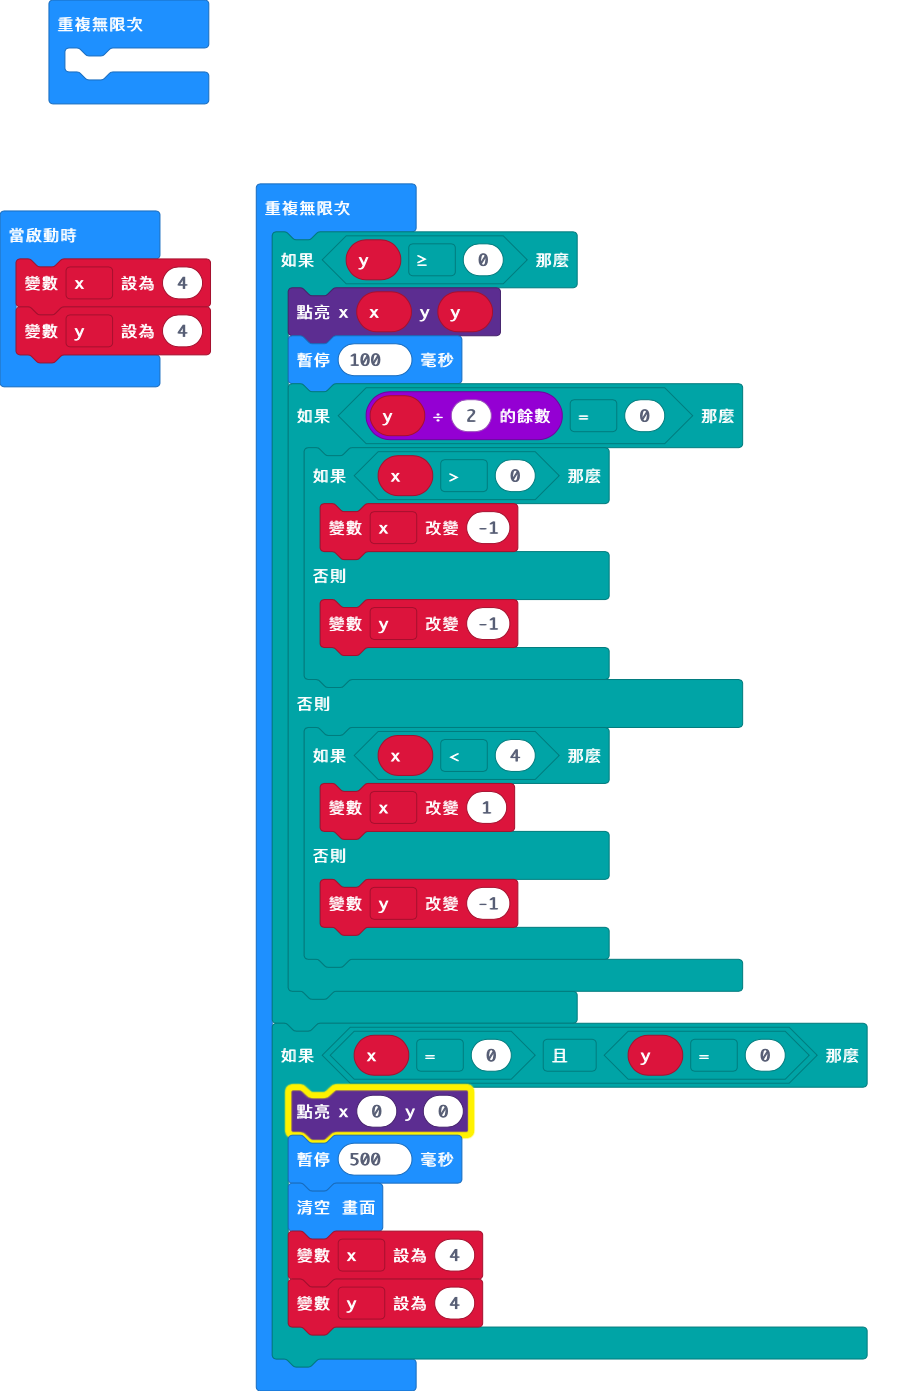 重複無限次
當啟動時
變數 x 設為 4
變數 y 設為 4
重複無限次
如果 y ≥ 0 那麼
點亮 x x y y
暫停 100 毫秒
如果 y ÷ 2 的餘數 = 0 那麼
如果 x > 0 那麼
變數 x 改變 -1
否則
變數 y 改變 -1
否則
如果 x < 4 那麼
變數 x 改變 1
否則
變數 y 改變 -1
如果 x = 0 且 y = 0 那麼
點亮 x 0 y 0
暫停 500 毫秒
清空 畫面
變數 x 設為 4
變數 y 設為 4